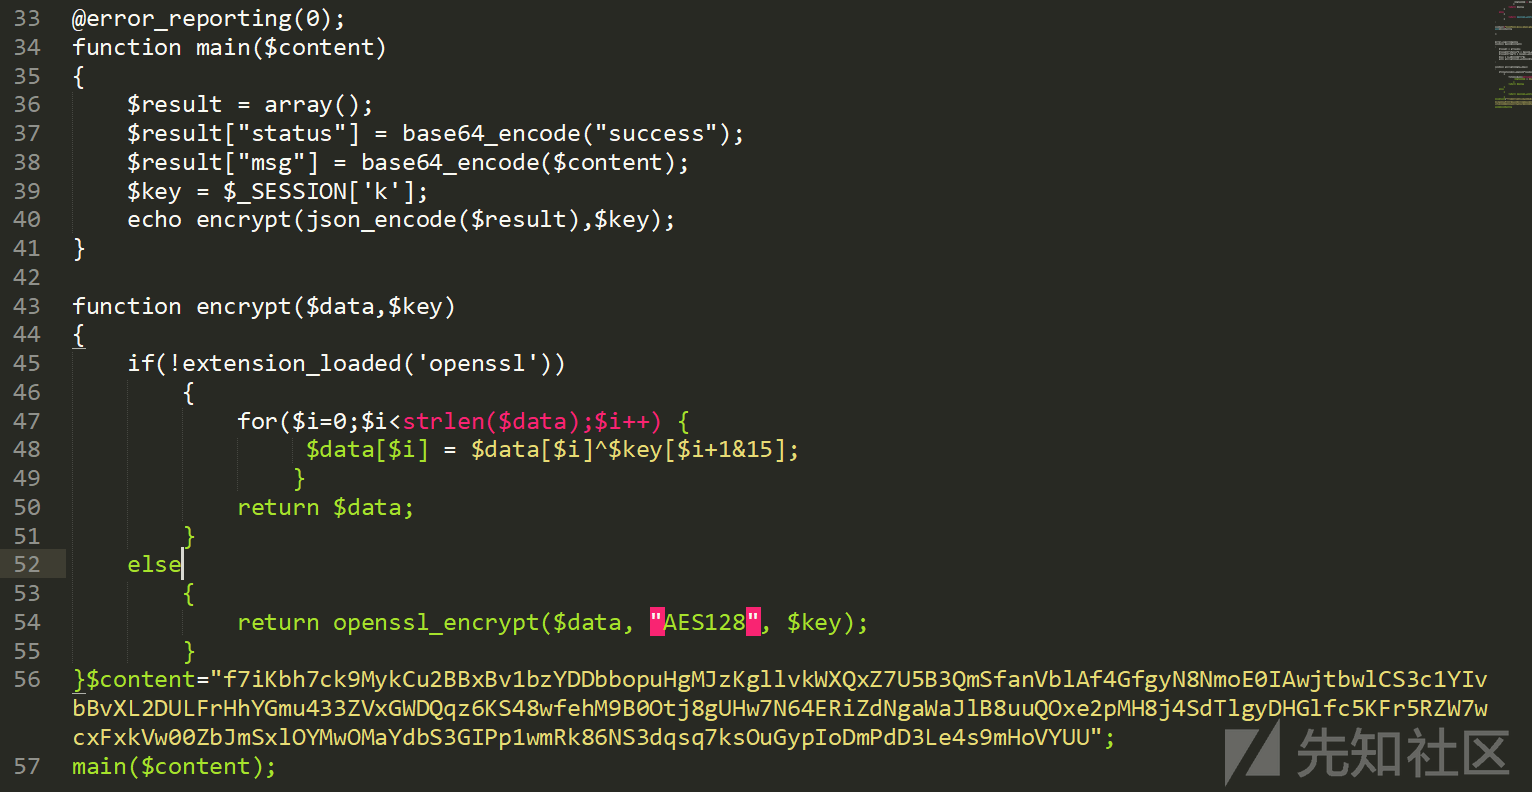 33 @error_reporting(0);
34 function main($content)
35 {
36 $result = array();
37 $result["status"] = base64_encode("success");
38 $result["msg"] = base64_encode($content);
39 $key = $_SESSION['k'];
40 echo encrypt(json_encode($result),$key);
41 }
42
43 function encrypt($data,$key)
44 {
45 if(!extension_loaded('openssl'))
46 {
47 for($i=0;$i<strlen($data);$i++) {
48 $data[$i] = $data[$i]^$key[$i+1&15];
49 }
50 return $data;
51 }
52 else
53 {
54 return openssl_encrypt($data, "AES128", $key);
55 }
56 }$content="f7iKbh7ck9MykCu2BBxBv1bzYDDbbopuHgMJzKgllvkWXQxZ7U5B3QmSfanVblAf4GfgyN8NmoE0IAwjtbwlCS3c1YIv
bBvXL2DULFrHhYGmu433ZVxGWDQqz6KS48wfehM9B0Otj8gUHw7N64ERiZdNgaWaJlB8uuQOxe2pMH8j4SdTlgyDHGlfc5KFr5RZW7w
cxFxkVw00ZbJmSxlOYMwOMaYdbS3GIPp1wmRk86NS3dqsq7ksOuGypIoDmPdD3Le4s9mHoVYUU";
57 main($content);
先知社区